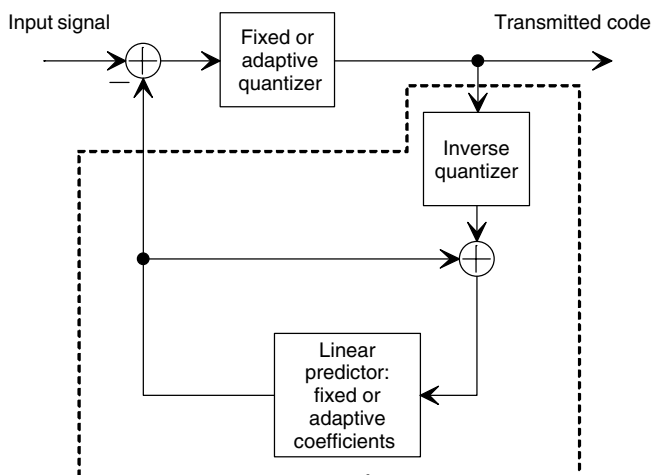 Input signal
Transmitted code
Fixed or
adaptive
quantizer
Inverse
quantizer
Linear
predictor:
fixed or
adaptive
coefficients